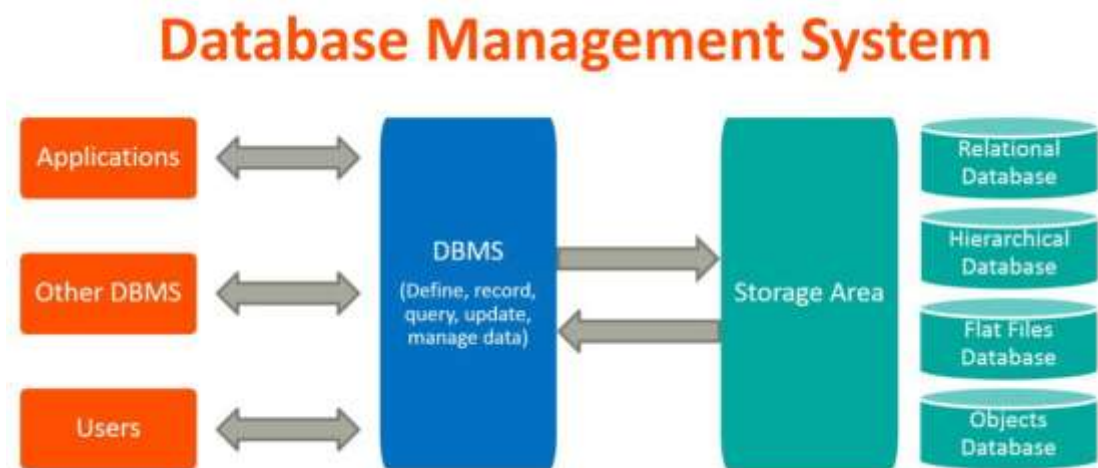 Database Management System
Applications
Other DBMS
Users
DBMS
(Define, record,
query, update,
manage data)
Storage Area
Relational
Database
Hierarchical
Database
Flat Files
Database
Objects
Database